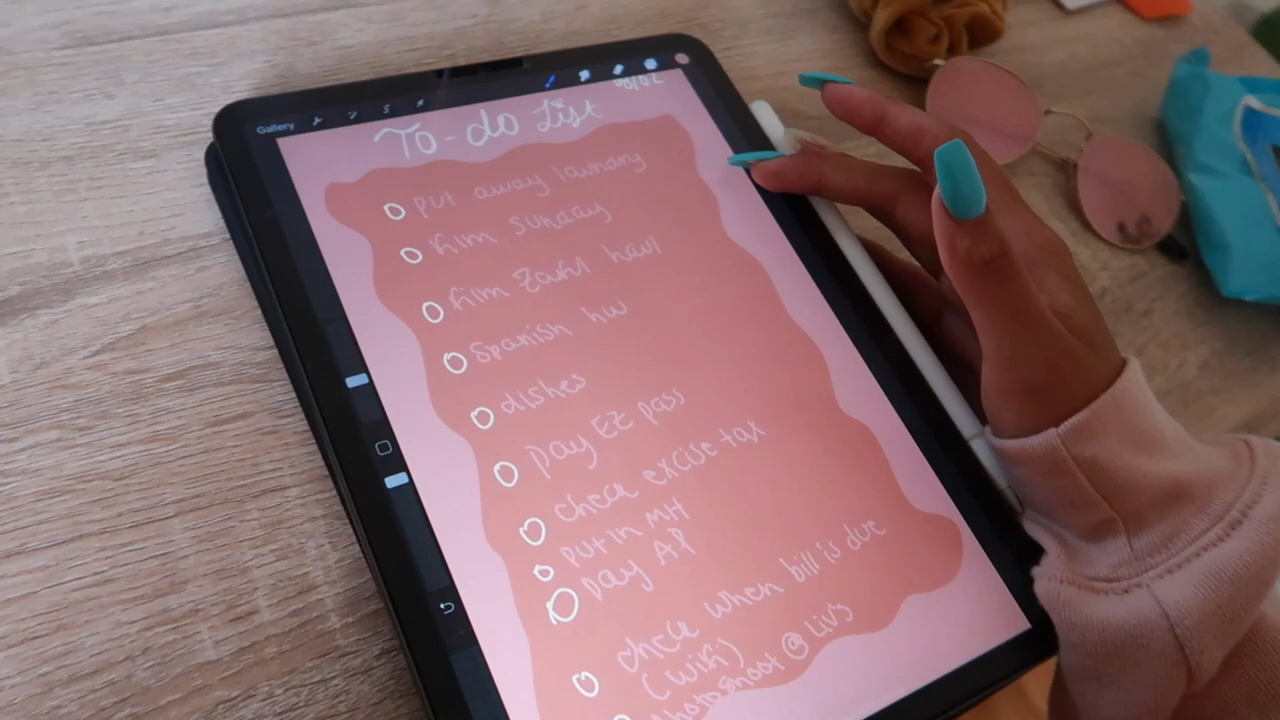 Gallery
To-do List
put away laundry
film sunday
film Zaful haul
Spanish hw
dishes
pay EZ pass
check excise tax
put in MH
pay AP
check when bill is due
(wifi)
photoshoot @ Liv's